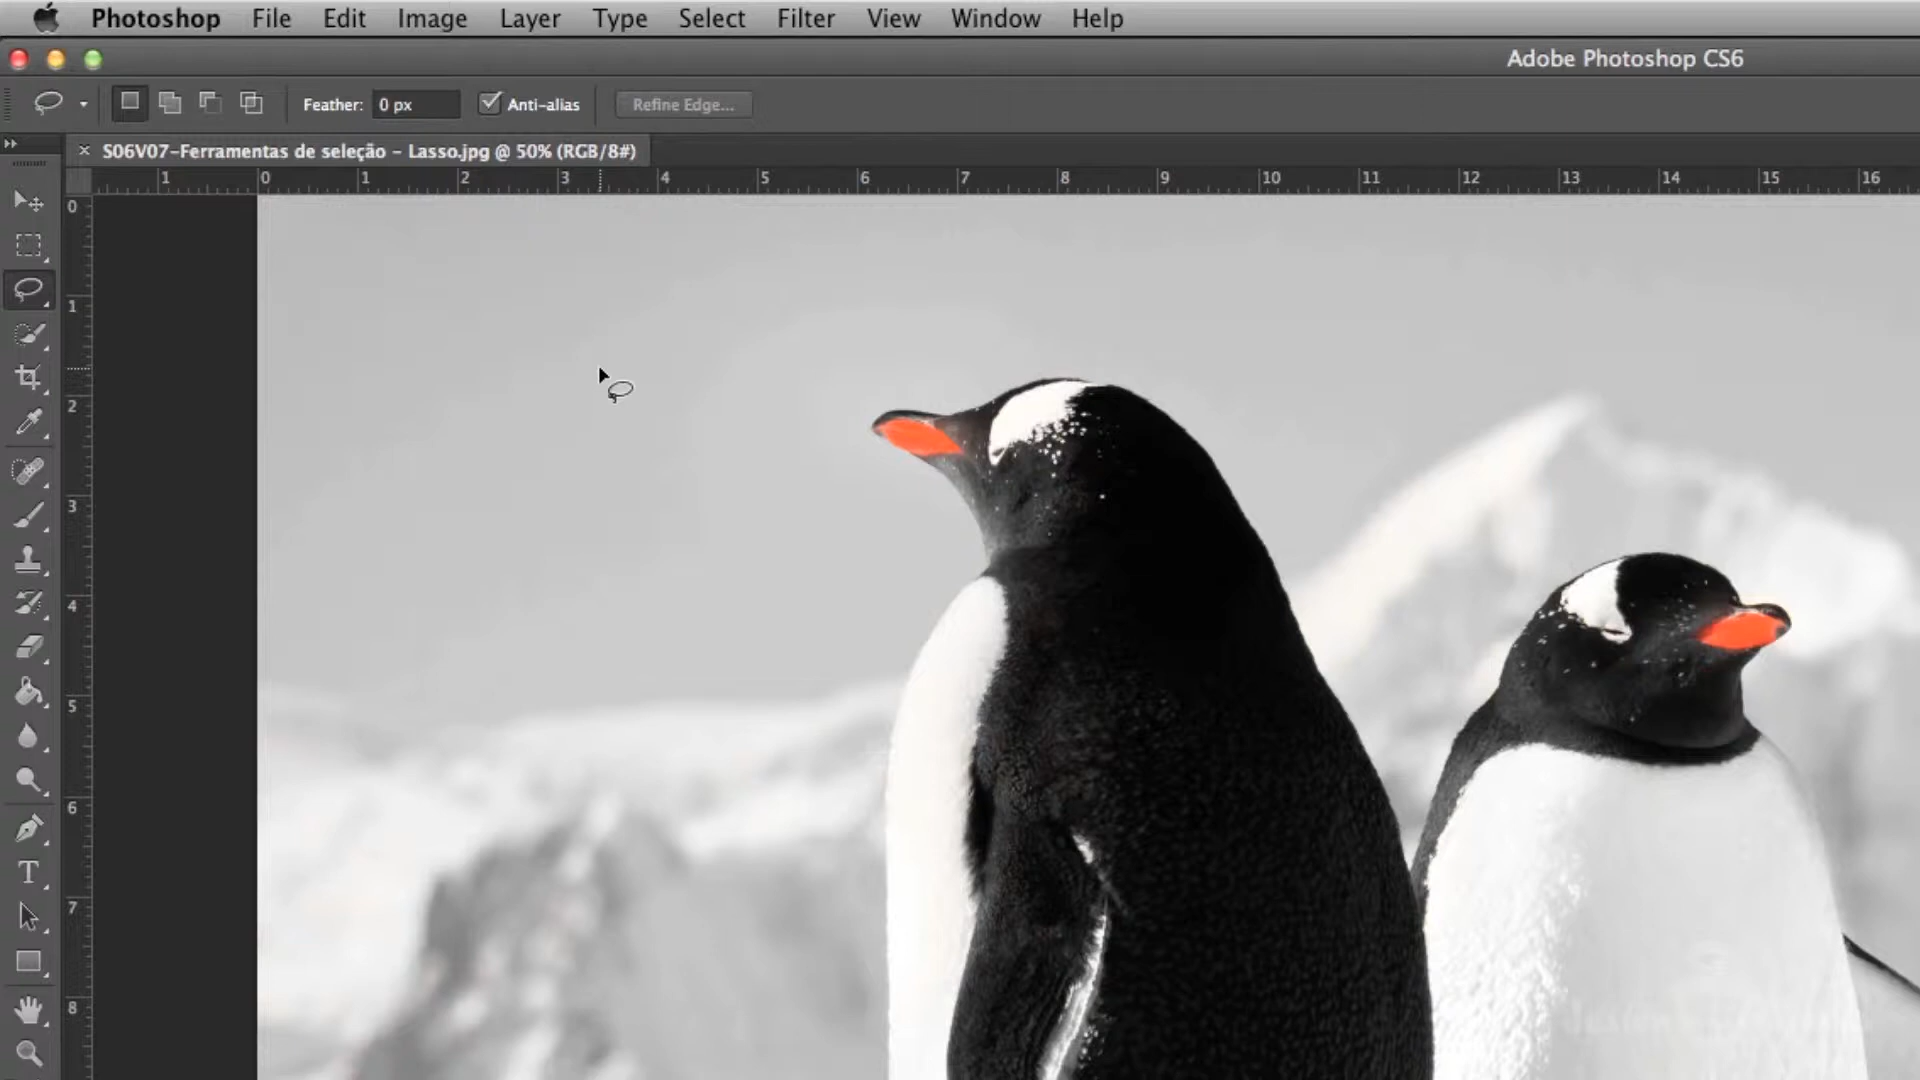 Photoshop File Edit Image Layer Type Select Filter View Window Help
Adobe Photoshop CS6
Feather: 0 px Anti-alias Refine Edge...
× S06V07-Ferramentas de seleção - Lasso.jpg @ 50% (RGB/8#)
1 0 1 2 3 4 5 6 7 8 9 10 11 12 13 14 15 16
0
1
2
3
4
5
6
7
8